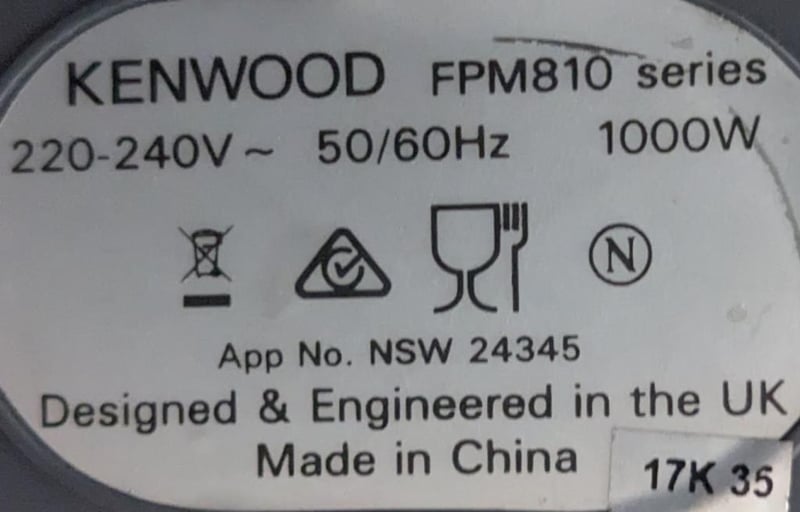 KENWOOD FPM810 series
220-240V ~ 50/60Hz 1000W
N
App No. NSW 24345
Designed & Engineered in the UK
Made in China
17K 35